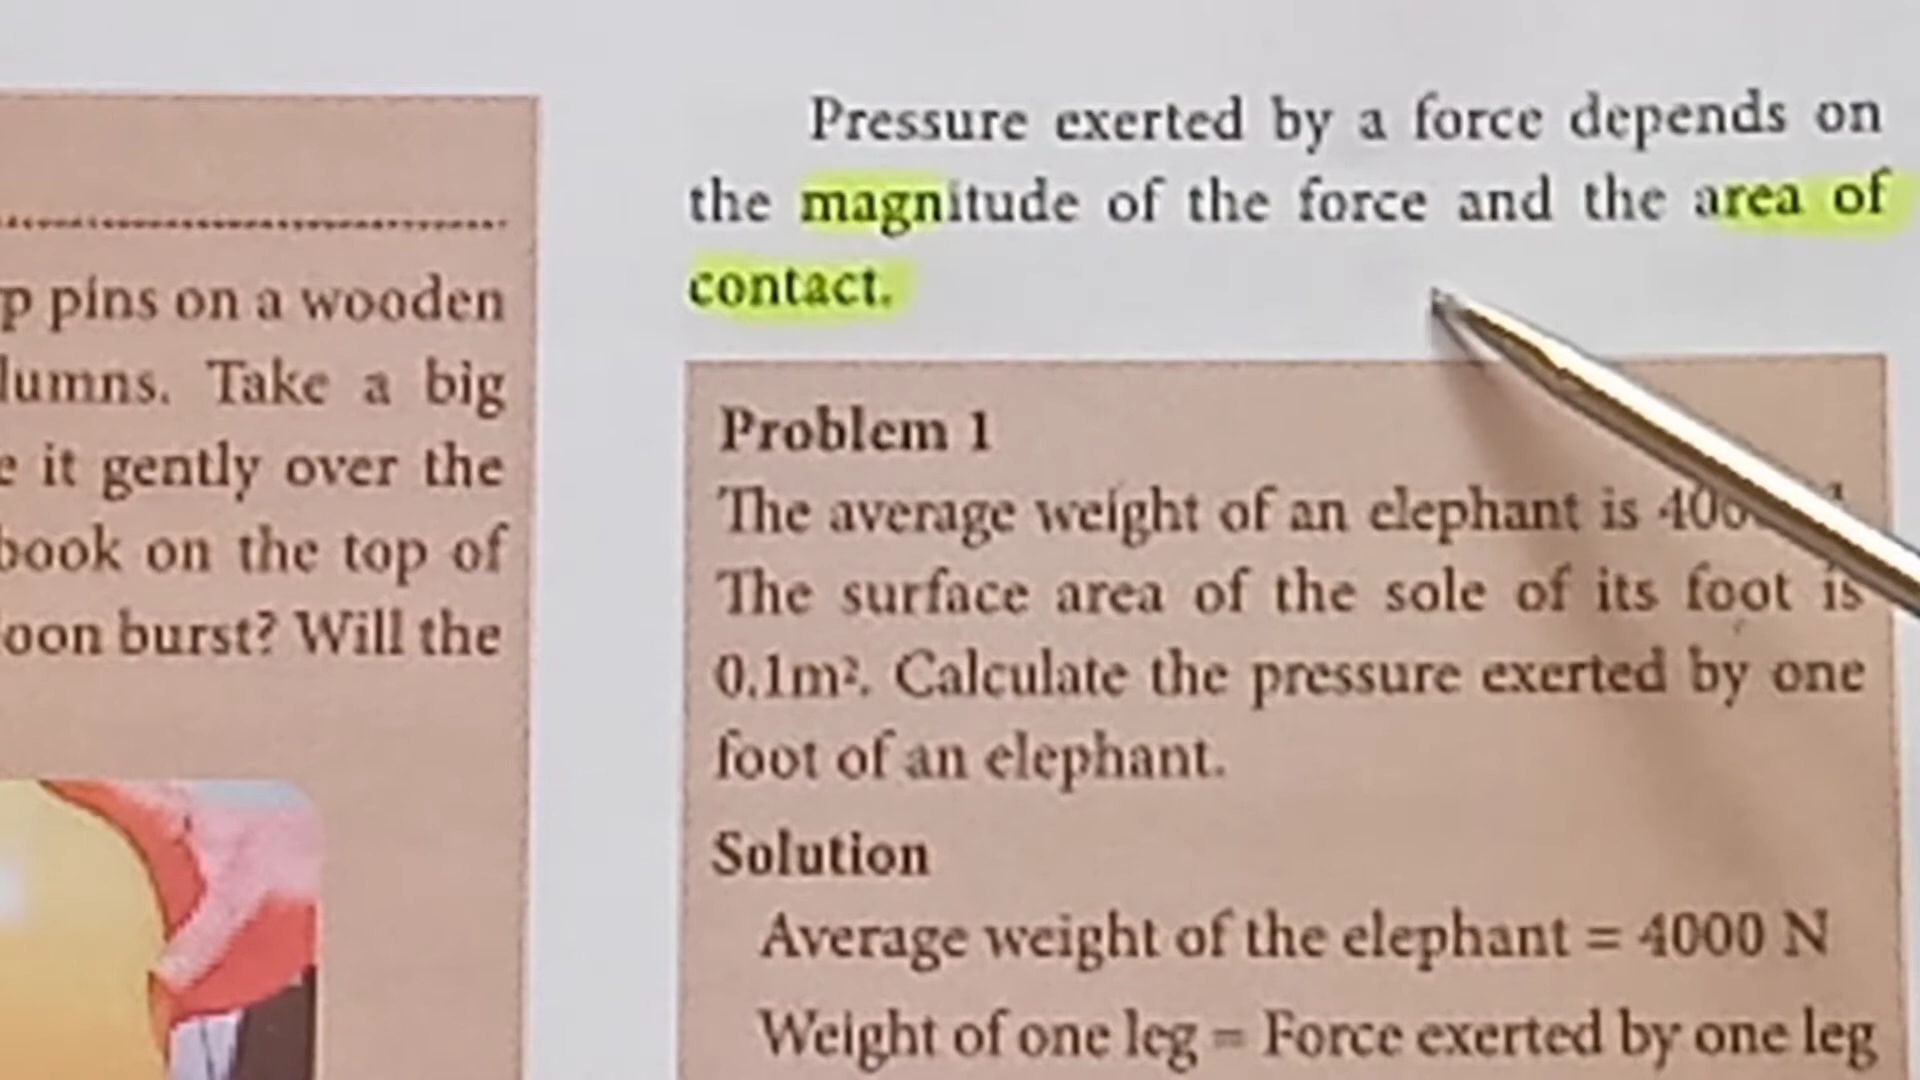 pins on a wooden
Take a big
it gently over the
book on the top of
burst? Will the
Pressure exerted by a force depends on
the magnitude of the force and the area of
contact.
Problem 1
The average weight of an elephant is
The surface area of the sole of its foot is
0.1m². Calculate the pressure exerted by one
foot of an elephant.
Solution
Average weight of the elephant = 4000 N
Weight of one leg = Force exerted by one leg